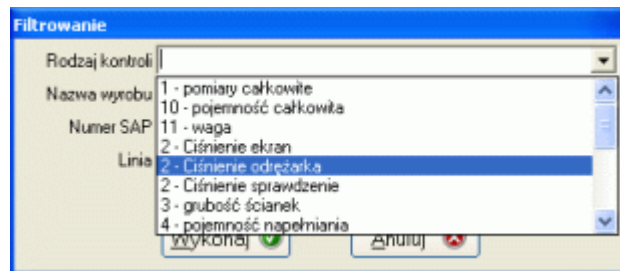 Filtrowanie
Rodzaj kontroli
Nazwa wyrobu
Numer SAP
Linia
1 - pomiary całkowite
10 - pojemność całkowita
11 - waga
2 - Ciśnienie ekran
2 - Ciśnienie odrężarka
2 - Ciśnienie sprawdzenie
3 - grubość ścianek
4 - pojemność napełniania
Wykonaj
Anuluj